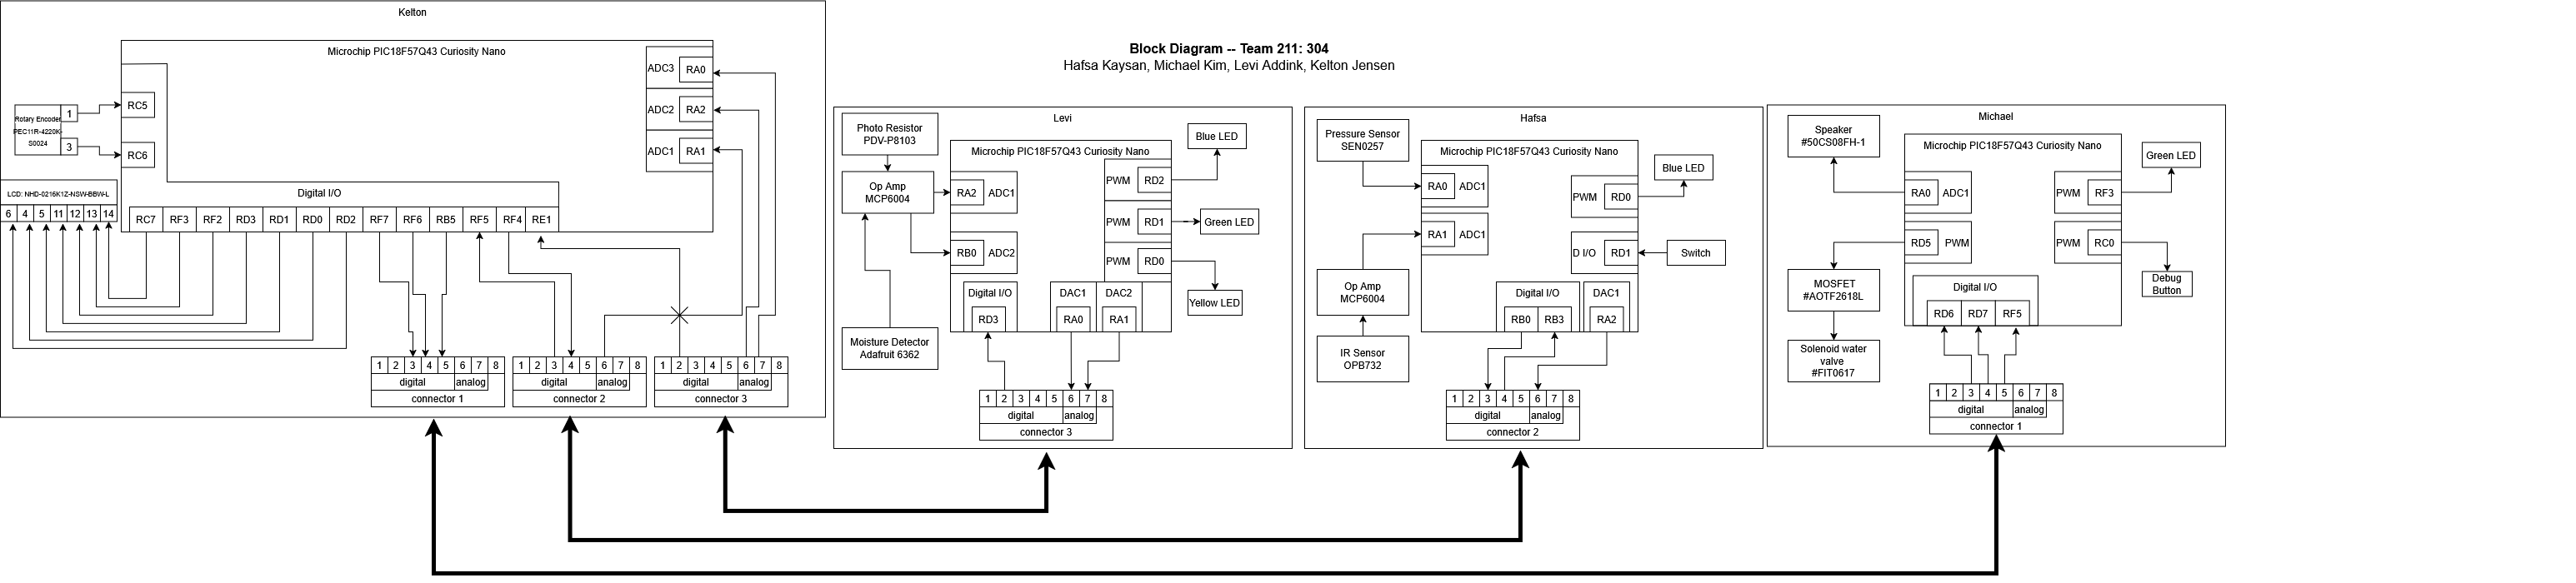 Block Diagram -- Team 211: 304
Hafsa Kaysan, Michael Kim, Levi Addink, Kelton Jensen
Kelton
Microchip PIC18F57Q43 Curiosity Nano
ADC3 RA0
ADC2 RA2
ADC1 RA1
RC5
RC6
Rotary Encoder
PEC11R-4220K-
S0024
1
3
LCD: NHD-0216K1Z-NSW-BBW-L
6 4 5 11 12 13 14
Digital I/O
RC7 RF3 RF2 RD3 RD1 RD0 RD2 RF7 RF6 RB5 RF5 RF4 RE1
1 2 3 4 5 6 7 8
digital analog
connector 1
1 2 3 4 5 6 7 8
digital analog
connector 2
1 2 3 4 5 6 7 8
digital analog
connector 3
Levi
Photo Resistor
PDV-P8103
Op Amp
MCP6004
Moisture Detector
Adafruit 6362
Microchip PIC18F57Q43 Curiosity Nano
RA2 ADC1
RB0 ADC2
PWM RD2
PWM RD1
PWM RD0
Blue LED
Green LED
Yellow LED
Digital I/O
RD3
DAC1
RA0
DAC2
RA1
1 2 3 4 5 6 7 8
digital analog
connector 3
Hafsa
Pressure Sensor
SEN0257
Op Amp
MCP6004
IR Sensor
OPB732
Microchip PIC18F57Q43 Curiosity Nano
RA0 ADC1
RA1 ADC1
PWM RD0
D I/O RD1
Blue LED
Switch
Digital I/O
RB0 RB3
DAC1
RA2
1 2 3 4 5 6 7 8
digital analog
connector 2
Michael
Speaker
#50CS08FH-1
MOSFET
#AOTF2618L
Solenoid water
valve
#FIT0617
Microchip PIC18F57Q43 Curiosity Nano
RA0 ADC1
RD5 PWM
PWM RF3
PWM RC0
Green LED
Debug
Button
Digital I/O
RD6 RD7 RF5
1 2 3 4 5 6 7 8
digital analog
connector 1